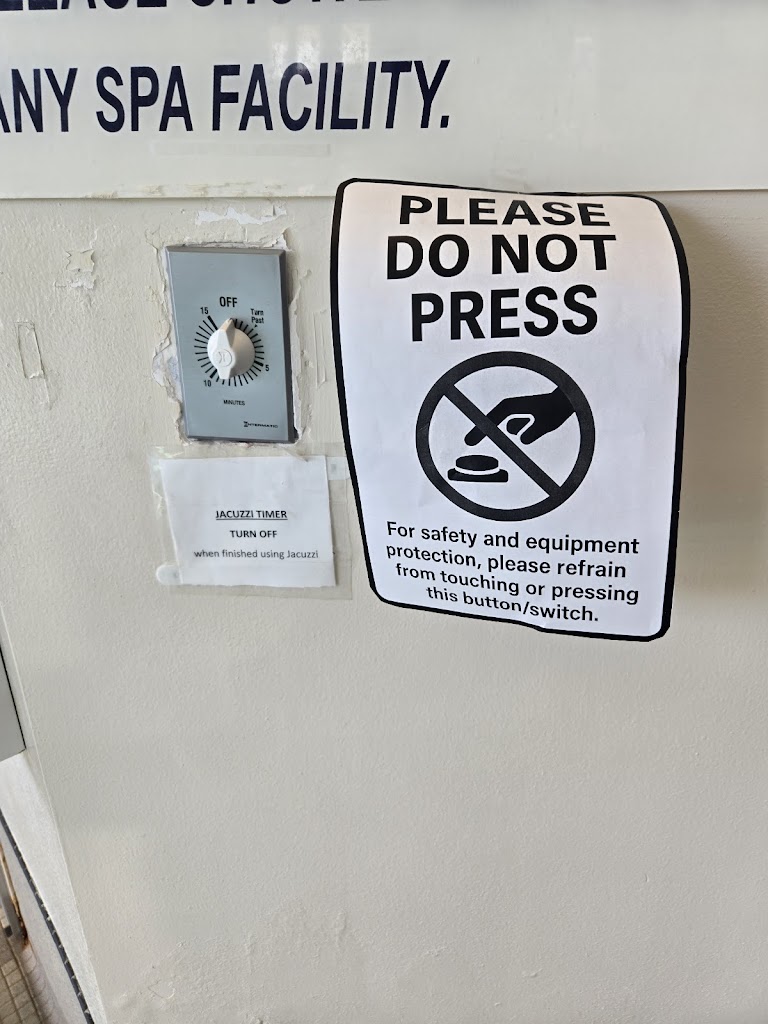 ANY SPA FACILITY.
PLEASE
DO NOT
PRESS
OFF
Turn
Past
15
5
10
MINUTES
INTERMATIC
JACUZZI TIMER
TURN OFF
when finished using Jacuzzi
For safety and equipment
protection, please refrain
from touching or pressing
this button/switch.